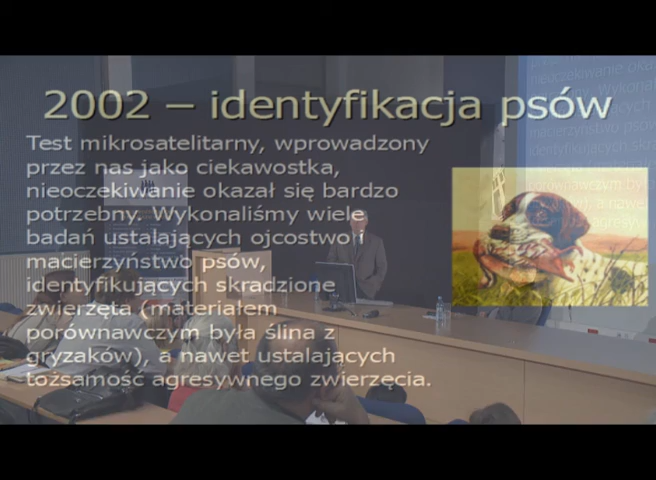 2002 – identyfikacja psów
Test mikrosatelitarny, wprowadzony
przez nas jako ciekawostka,
nieoczekiwanie okazał się bardzo
potrzebny. Wykonaliśmy wiele
badań ustalających ojcostwo i
macierzyństwo psów,
identyfikujących skradzione
zwierzęta (materiałem
porównawczym była ślina z
gryzaków), a nawet ustalających
tożsamość agresywnego zwierzęcia.